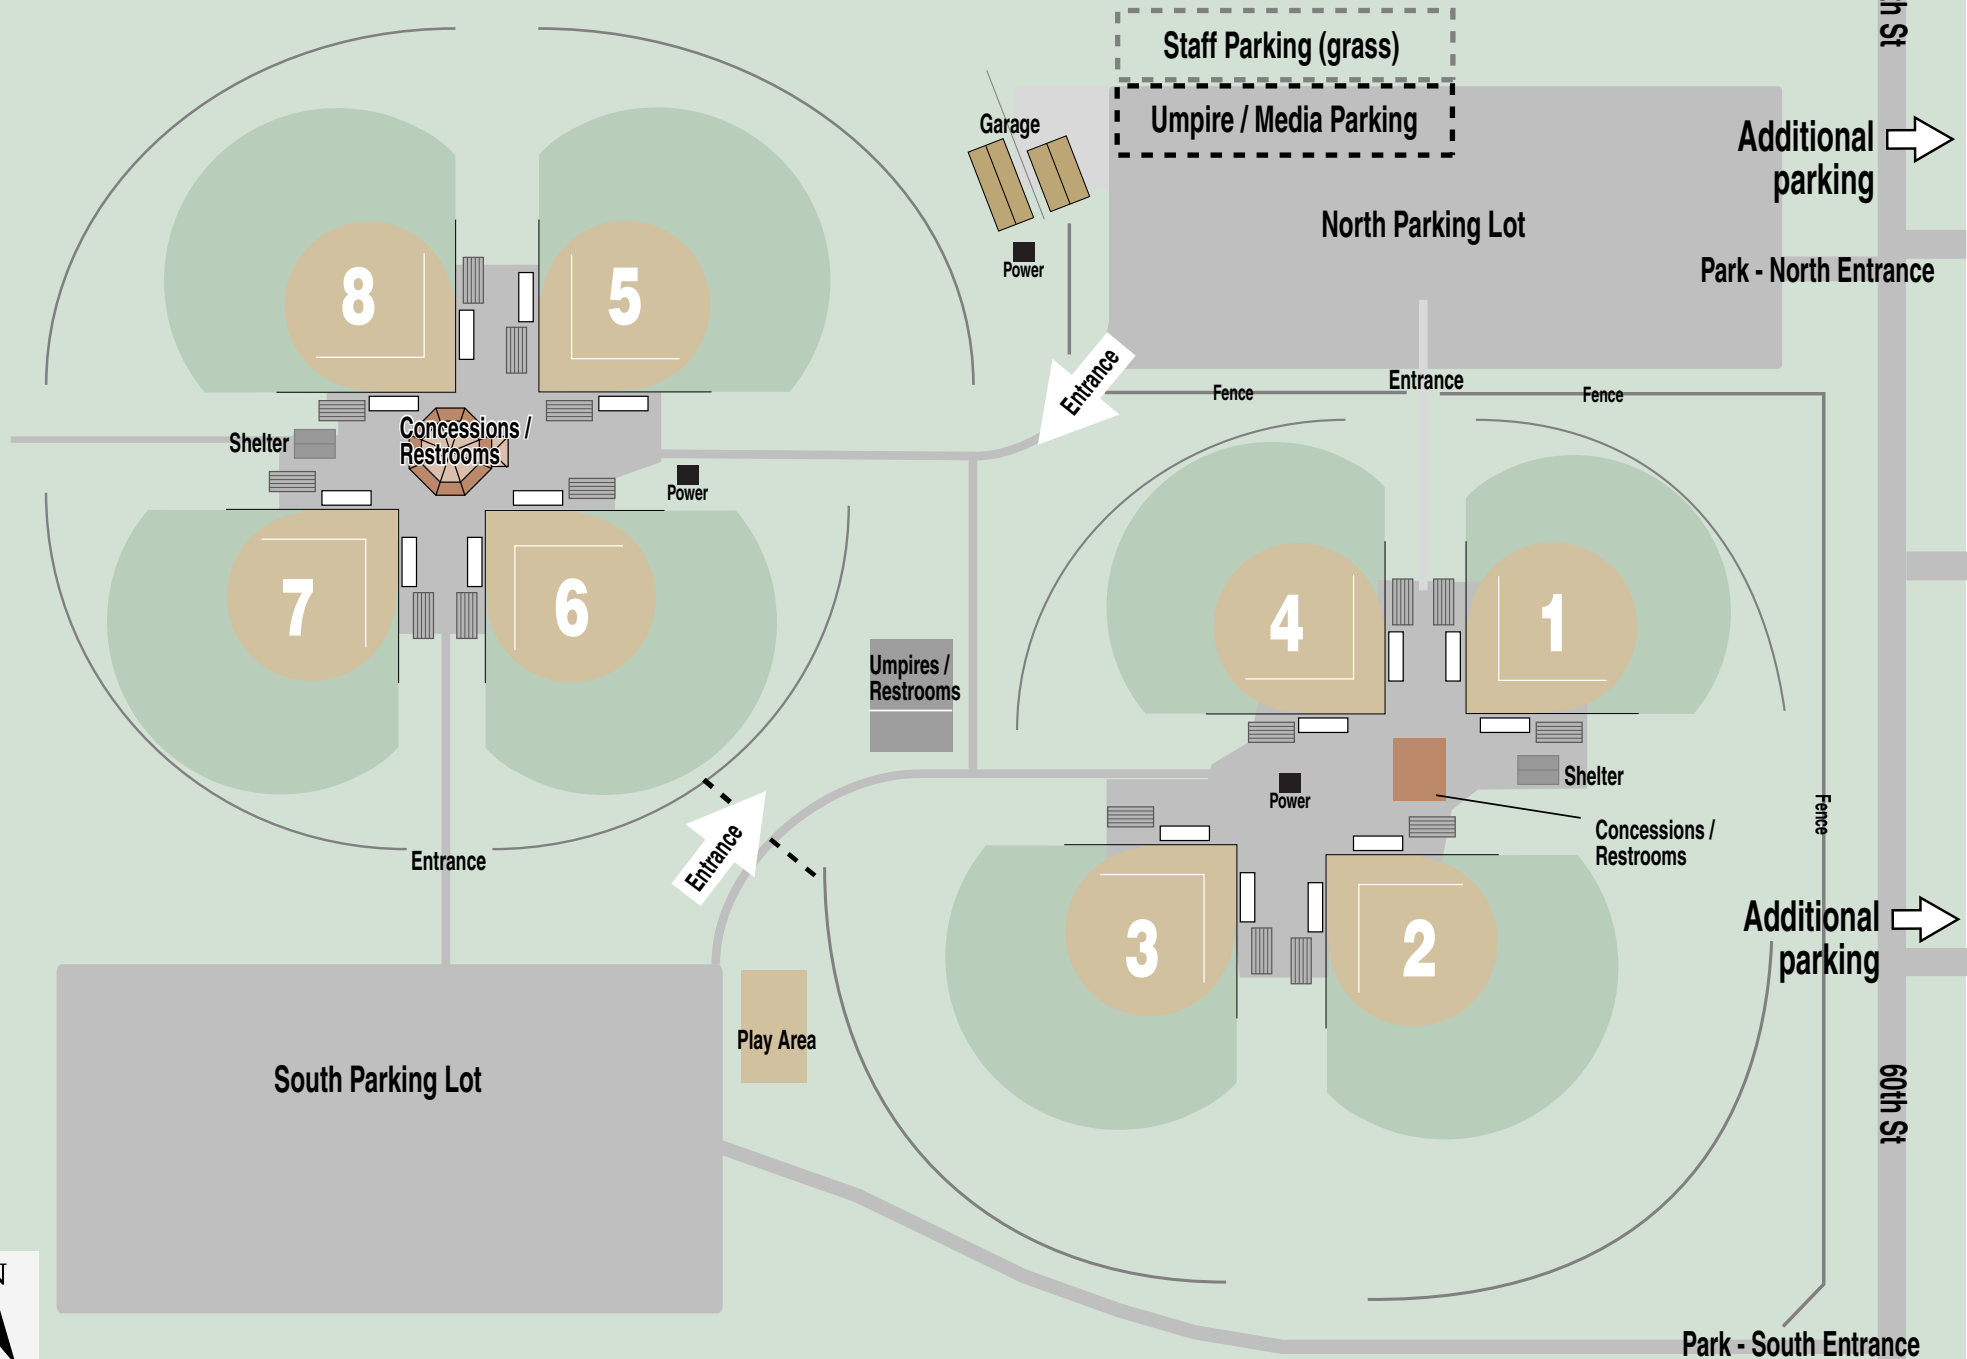 th St
Staff Parking (grass)
Umpire / Media Parking
Garage
Additional
parking
North Parking Lot
Power
Park - North Entrance
8
5
Entrance
Entrance
Fence
Fence
Concessions /
Restrooms
Shelter
Power
7
6
4
1
Umpires /
Restrooms
Shelter
Power
Concessions /
Restrooms
Fence
Entrance
Entrance
Additional
parking
3
2
Play Area
South Parking Lot
60th St
N
Park - South Entrance